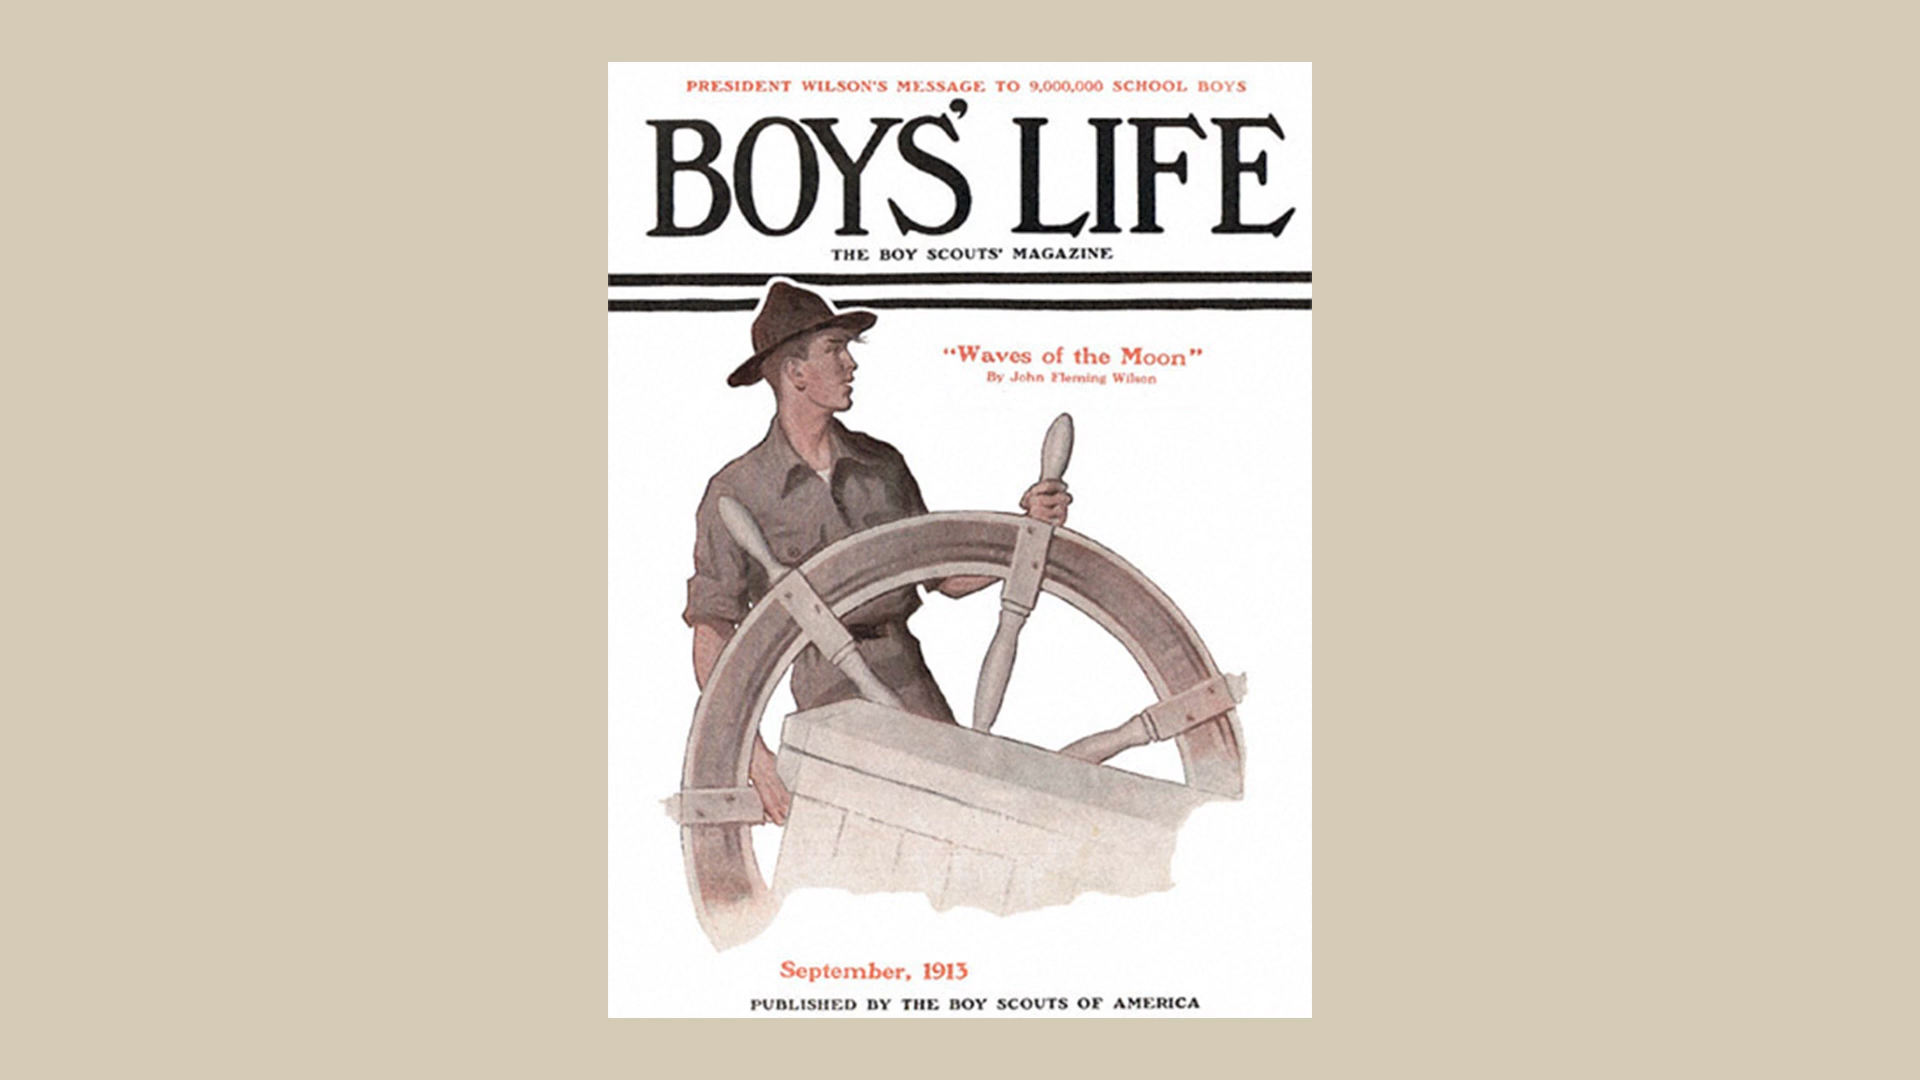 PRESIDENT WILSON'S MESSAGE TO 9,000,000 SCHOOL BOYS
BOYS' LIFE
THE BOY SCOUTS' MAGAZINE
“Waves of the Moon”
By John Fleming Wilson
September, 1913
PUBLISHED BY THE BOY SCOUTS OF AMERICA